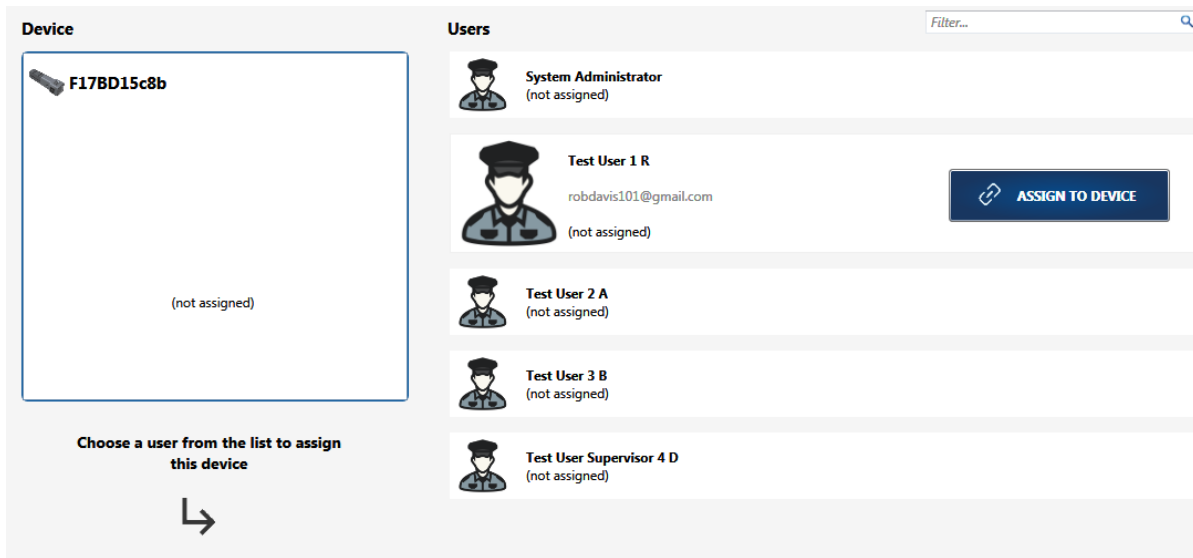 Device
F17BD15c8b
(not assigned)
Choose a user from the list to assign
this device
Users
Filter...
System Administrator
(not assigned)
Test User 1 R
robdavis101@gmail.com
(not assigned)
ASSIGN TO DEVICE
Test User 2 A
(not assigned)
Test User 3 B
(not assigned)
Test User Supervisor 4 D
(not assigned)